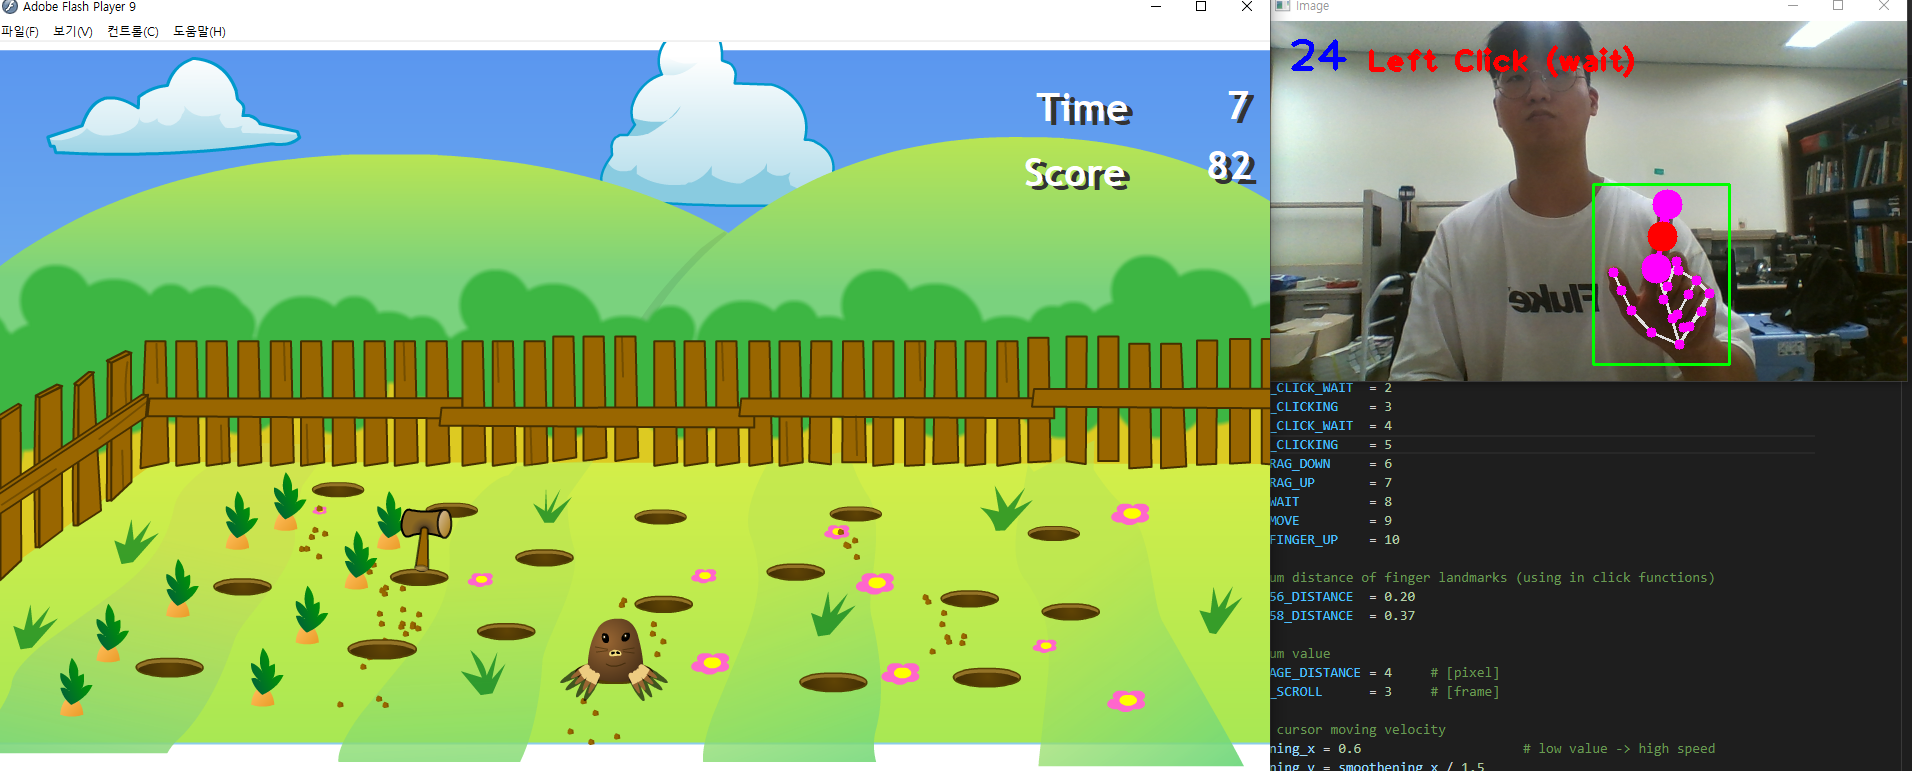 Adobe Flash Player 9
파일(F) 보기(V) 컨트롤(C) 도움말(H)
Time 7
Score 82
Image
24 Left Click (wait)
Fluke
_CLICK_WAIT = 2
_CLICKING = 3
_CLICK_WAIT = 4
_CLICKING = 5
RAG_DOWN = 6
RAG_UP = 7
WAIT = 8
MOVE = 9
FINGER_UP = 10
um distance of finger landmarks (using in click functions)
56_DISTANCE = 0.20
58_DISTANCE = 0.37
um value
AGE_DISTANCE = 4 # [pixel]
_SCROLL = 3 # [frame]
cursor moving velocity
ning_x = 0.6 # low value -> high speed
ning_y = smoothening_x / 1.5